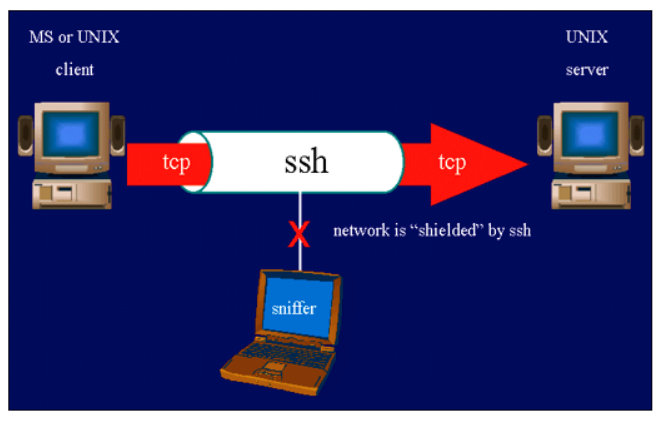 MS or UNIX
client
UNIX
server
tcp
ssh
tcp
network is “shielded” by ssh
X
sniffer